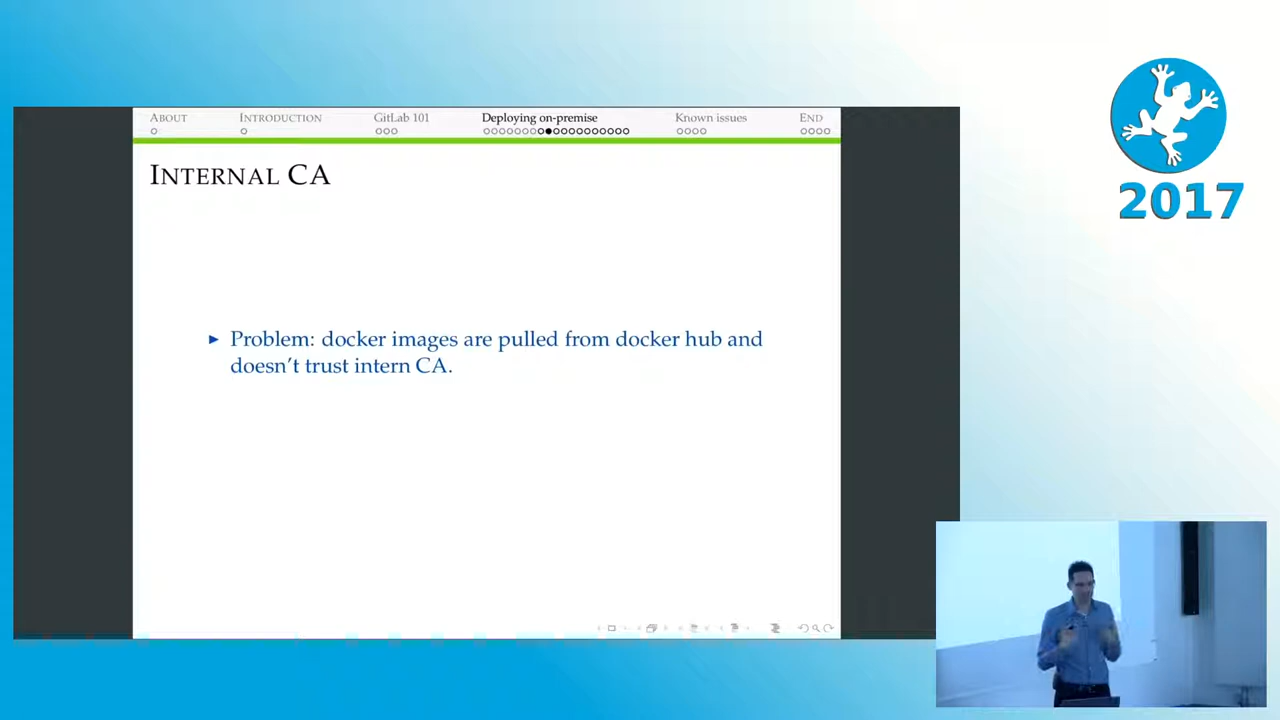 ABOUT
INTRODUCTION
GitLab 101
Deploying on-premise
Known issues
END
INTERNAL CA
Problem: docker images are pulled from docker hub and
doesn't trust intern CA.
2017